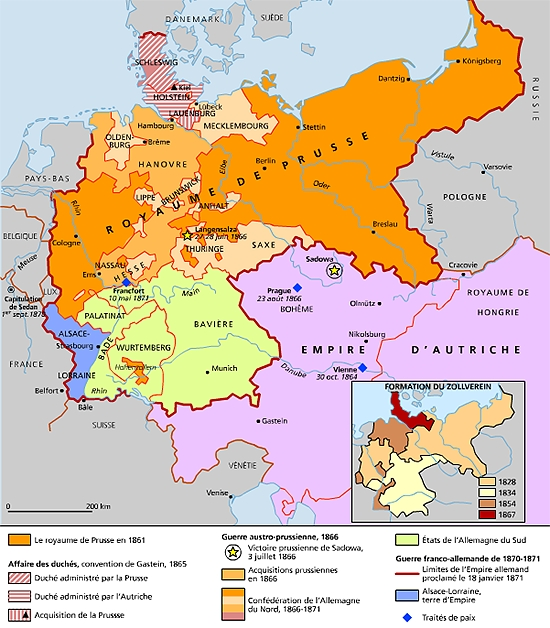 DANEMARK
SUÈDE
SCHLESWIG
Kiel
HOLSTEIN
LAUENBURG
Lübeck
Hambourg
MECKLEMBOURG
Königsberg
Dantzig
RUSSIE
Stettin
OLDEN-
BURG
Brême
HANOVRE
Elbe
Berlin
Vistule
Varsovie
PAYS-BAS
ROYAUME DE PRUSSE
Oder
LIPPE
BRUNSWICK
ANHALT
Warta
POLOGNE
Rhin
Langensalza
27-28 juin 1866
Breslau
BELGIQUE
Cologne
THURINGE
SAXE
Meuse
NASSAU
HESSE
Ems
Sadowa
Cracovie
LUX.
Francfort
10 mai 1871
Main
Prague
23 août 1866
BOHÊME
Olmütz
ROYAUME DE
HONGRIE
Capitulation
de Sedan
1er sept.1870
PALATINAT
BAVIÈRE
Nikolsburg
ALSACE-
LORRAINE
Strasbourg
BADE
WURTEMBERG
Hohenzollern
EMPIRE D'AUTRICHE
FRANCE
Munich
Danube
Vienne
30 oct. 1864
Belfort
Rhin
Bâle
SUISSE
Gastein
VÉNÉTIE
Venise
0 200 km
FORMATION DU ZOLLVEREIN
1828
1834
1854
1867
Le royaume de Prusse en 1861
Affaire des duchés, convention de Gastein, 1865
Duché administré par la Prusse
Duché administré par l'Autriche
Acquisition de la Prussse
Guerre austro-prussienne, 1866
Victoire prussienne de Sadowa,
3 juillet 1866
Acquisitions prussiennes
en 1866
Confédération de l'Allemagne
du Nord, 1866-1871
États de l'Allemagne du Sud
Guerre franco-allemande de 1870-1871
Limites de l'Empire allemand
proclamé le 18 janvier 1871
Alsace-Lorraine,
terre d'Empire
Traités de paix